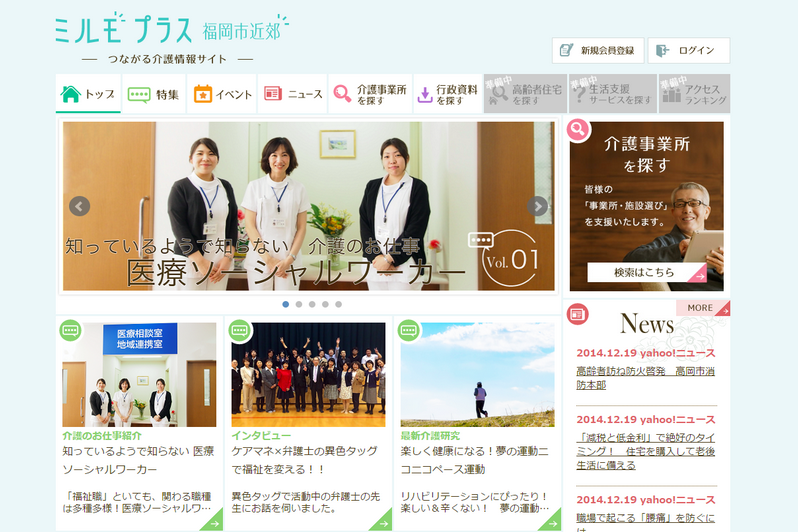 ミルモ プラス 福岡市近郊
つながる介護情報サイト
新規会員登録
ログイン
トップ
特集
イベント
ニュース
介護事業所
を探す
行政資料
を探す
準備中
高齢者住宅
を探す
準備中
生活支援
サービスを探す
準備中
アクセス
ランキング
知っているようで知らない 介護のお仕事
医療ソーシャルワーカー
Vol.01
介護事業所
を探す
皆様の
「事業所・施設選び」
を支援いたします。
検索はこちら
医療相談室
地域連携室
介護のお仕事紹介
知っているようで知らない 医療
ソーシャルワーカー
「福祉職」といても、関わる職種
は多種多様！医療ソーシャルワ…
インタビュー
ケアマネ×弁護士の異色タッグ
で福祉を変える！！
異色タッグで活動中の弁護士の先
生にお話を伺いました。
最新介護研究
楽しく健康になる！夢の運動ニ
コニコペース運動
リハビリテーションにぴったり！
楽しい＆辛くない！ 夢の運動…
MORE
News
2014.12.19 yahoo!ニュース
高齢者訪ね防火啓発 高岡市消
防本部
2014.12.19 yahoo!ニュース
「減税と低金利」で絶好のタイ
ミング！ 住宅を購入して老後
生活に備える
2014.12.19 yahoo!ニュース
職場で起こる「腰痛」を防ぐに